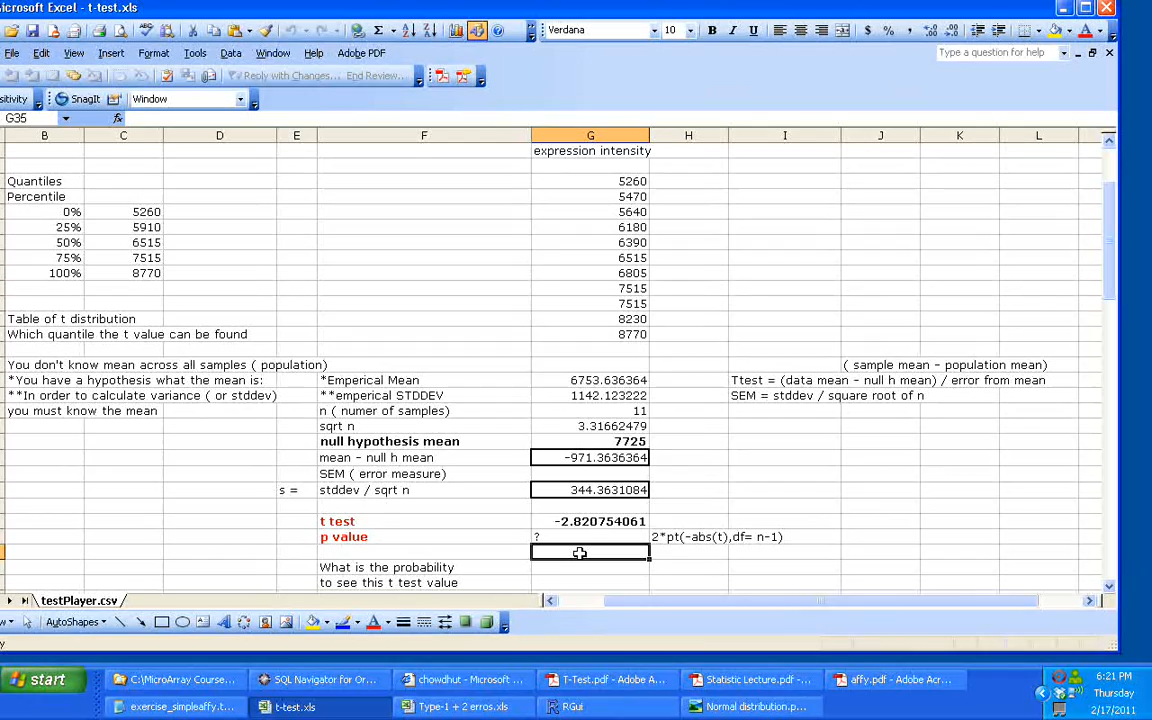 Microsoft Excel - t-test.xls
Verdana 10 B I U
File Edit View Insert Format Tools Data Window Help Adobe PDF
Type a question for help
Reply with Changes... End Review...
sitivity SnagIt Window
G35 fx
B C D E F G H I J K L
expression intensity
Quantiles 5260
Percentile 5470
0% 5260 5640
25% 5910 6180
50% 6515 6390
75% 7515 6515
100% 8770 6805
7515
7515
Table of t distribution 8230
Which quantile the t value can be found 8770
You don't know mean across all samples ( population) ( sample mean - population mean)
*You have a hypothesis what the mean is: *Emperical Mean 6753.636364 Ttest = (data mean - null h mean) / error from mean
**In order to calculate variance ( or stddev) **emperical STDDEV 1142.123222 SEM = stddev / square root of n
you must know the mean n ( numer of samples) 11
sqrt n 3.31662479
null hypothesis mean 7725
mean - null h mean -971.3636364
SEM ( error measure)
s = stddev / sqrt n 344.3631084
t test -2.820754061
p value ? 2*pt(-abs(t),df= n-1)
What is the probability
to see this t test value
testPlayer.csv
AutoShapes
start C:\MicroArray Course... SQL Navigator for Or... chowdhut - Microsoft ... T-Test.pdf - Adobe A... Statistic Lecture.pdf -... affy.pdf - Adobe Acr... 6:21 PM
Thursday
exercise_simpleaffy.t... t-test.xls Type-1 + 2 erros.xls RGui Normal distribution.p... 2/17/2011